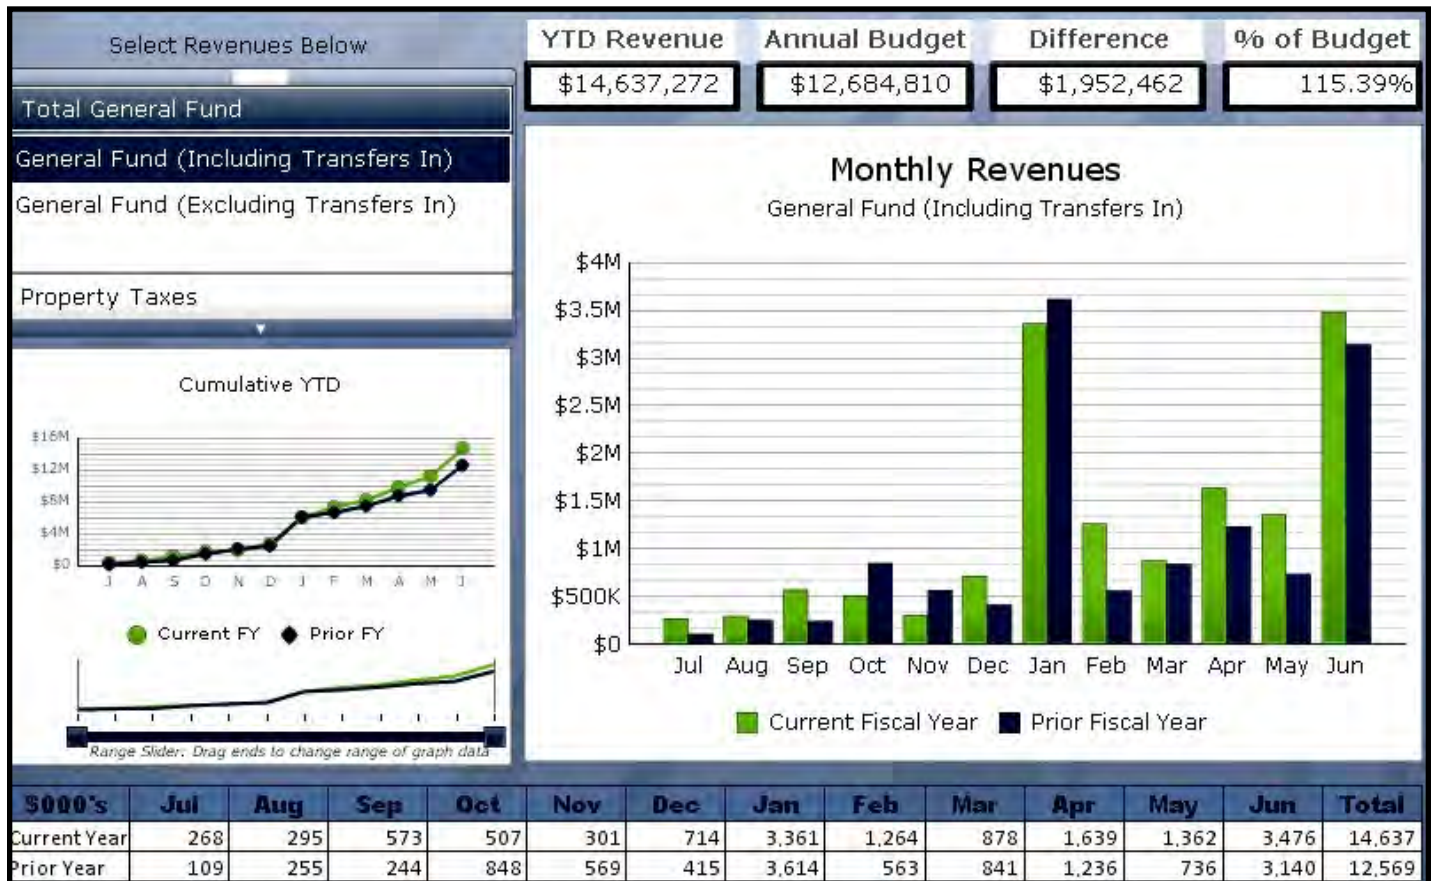 Select Revenues Below
Total General Fund
General Fund (Including Transfers In)
General Fund (Excluding Transfers In)
Property Taxes
YTD Revenue Annual Budget Difference % of Budget
$14,637,272 $12,684,810 $1,952,462 115.39%
Cumulative YTD
$16M
$12M
$8M
$4M
$0
J A S O N D J F M A M J
Current FY Prior FY
Range Slider: Drag ends to change range of graph data
Monthly Revenues
General Fund (Including Transfers In)
$4M
$3.5M
$3M
$2.5M
$2M
$1.5M
$1M
$500K
$0
Jul Aug Sep Oct Nov Dec Jan Feb Mar Apr May Jun
Current Fiscal Year Prior Fiscal Year
$000's Jul Aug Sep Oct Nov Dec Jan Feb Mar Apr May Jun Total
Current Year 268 295 573 507 301 714 3,361 1,264 878 1,639 1,362 3,476 14,637
Prior Year 109 255 244 848 569 415 3,614 563 841 1,236 736 3,140 12,569